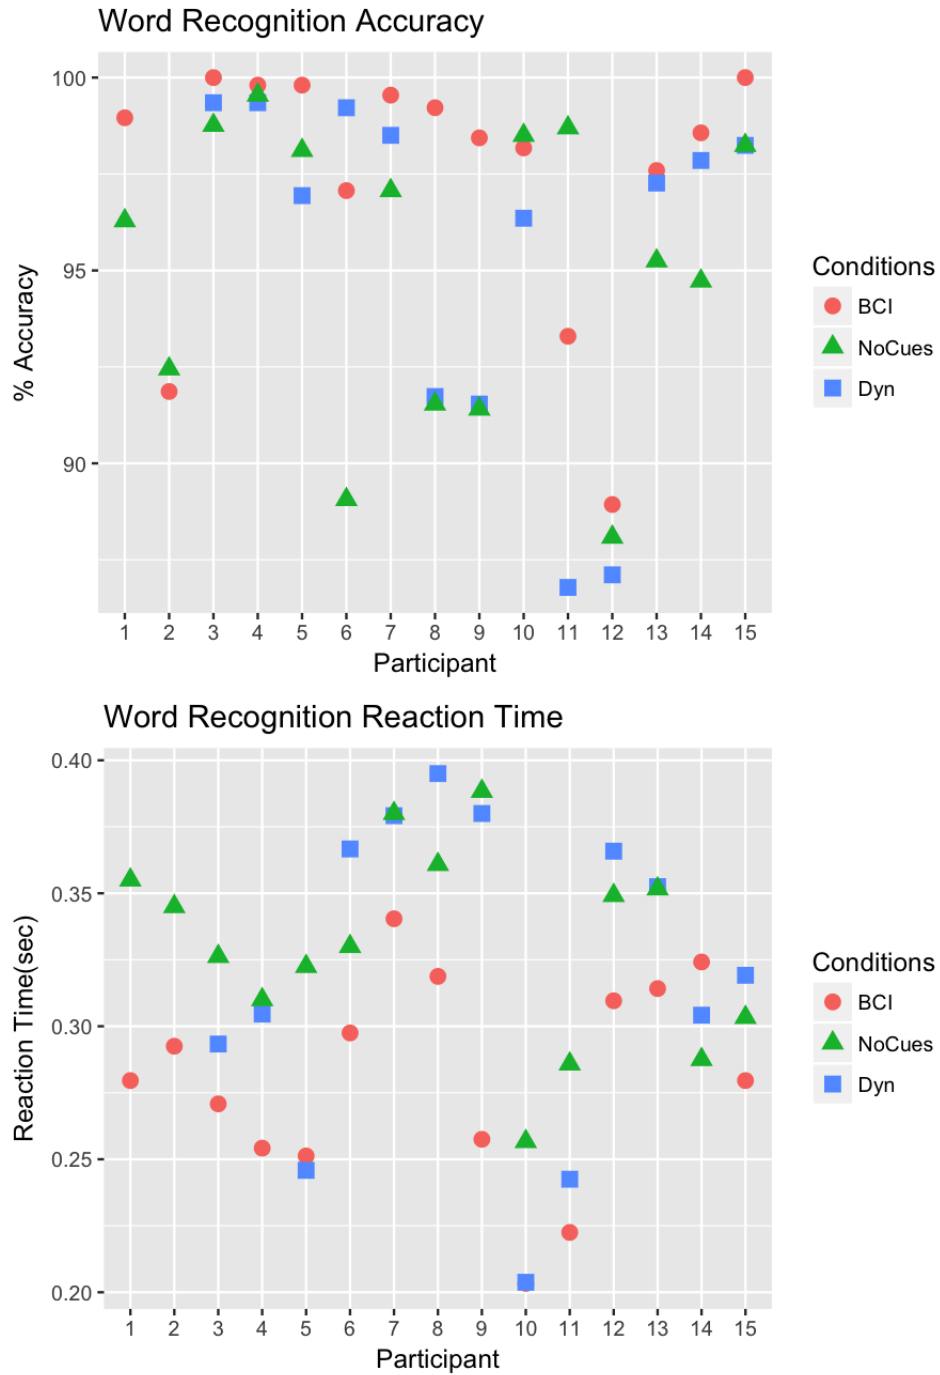 Word Recognition Accuracy
100
95
90
% Accuracy
1 2 3 4 5 6 7 8 9 10 11 12 13 14 15
Participant
Conditions
BCI
NoCues
Dyn
Word Recognition Reaction Time
0.40
0.35
0.30
0.25
0.20
Reaction Time(sec)
1 2 3 4 5 6 7 8 9 10 11 12 13 14 15
Participant
Conditions
BCI
NoCues
Dyn